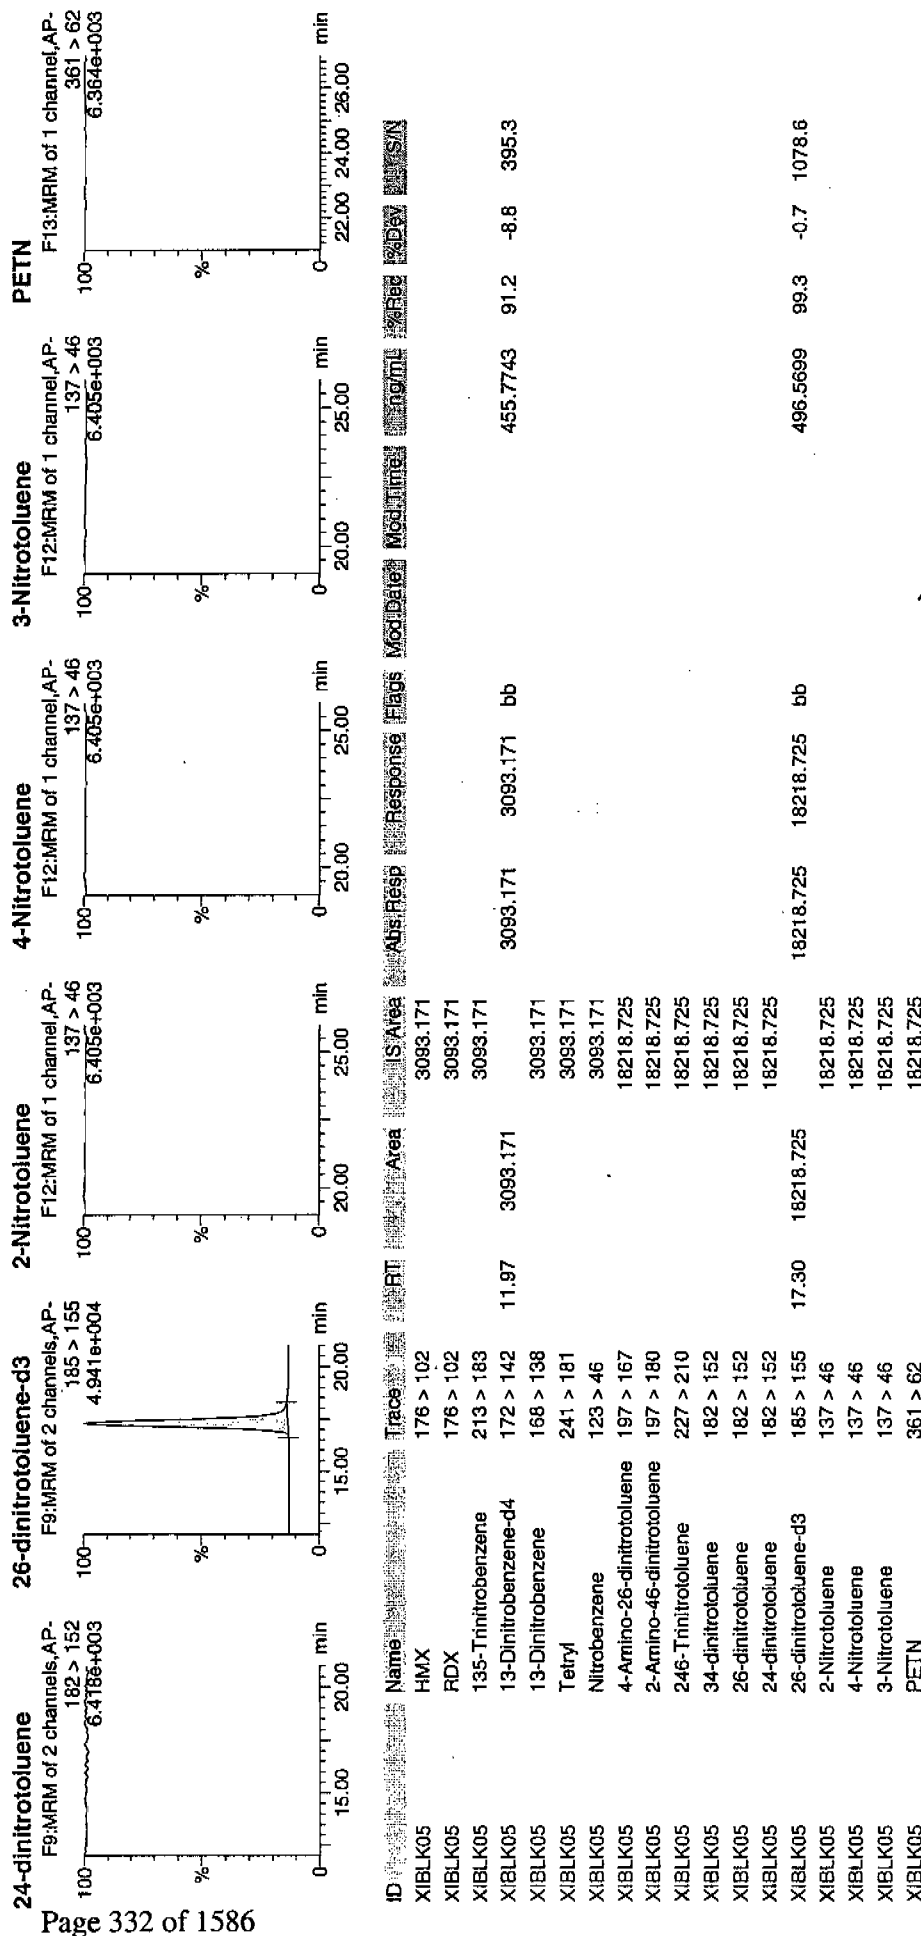 24-dinitrotoluene
F9:MRM of 2 channels,AP-
182 > 152
6.418e+003
100
%
0
15.00 20.00 min
26-dinitrotoluene-d3
F9:MRM of 2 channels,AP-
185 > 155
4.941e+004
100
%
0
15.00 20.00 min
2-Nitrotoluene
F12:MRM of 1 channel,AP-
137 > 46
6.405e+003
100
%
0
20.00 25.00 min
4-Nitrotoluene
F12:MRM of 1 channel,AP-
137 > 46
6.405e+003
100
%
0
20.00 25.00 min
3-Nitrotoluene
F12:MRM of 1 channel,AP-
137 > 46
6.405e+003
100
%
0
20.00 25.00 min
PETN
F13:MRM of 1 channel,AP-
361 > 62
6.364e+003
100
%
0
22.00 24.00 26.00 min
ID Name Trace RT Area IS Area Abs.Resp Response Flags Mod.Date Mod.Time ng/mL %Rec %Dev S/N
XIBLK05 HMX 176 > 102 3093.171
XIBLK05 RDX 176 > 102 3093.171
XIBLK05 135-Trinitrobenzene 213 > 183 3093.171
XIBLK05 13-Dinitrobenzene-d4 172 > 142 11.97 3093.171 3093.171 3093.171 bb 455.7743 91.2 -8.8 395.3
XIBLK05 13-Dinitrobenzene 168 > 138 3093.171
XIBLK05 Tetryl 241 > 181 3093.171
XIBLK05 Nitrobenzene 123 > 46 3093.171
XIBLK05 4-Amino-26-dinitrotoluene 197 > 167 18218.725
XIBLK05 2-Amino-46-dinitrotoluene 197 > 180 18218.725
XIBLK05 246-Trinitrotoluene 227 > 210 18218.725
XIBLK05 34-dinitrotoluene 182 > 152 18218.725
XIBLK05 26-dinitrotoluene 182 > 152 18218.725
XIBLK05 24-dinitrotoluene 182 > 152 18218.725
XIBLK05 26-dinitrotoluene-d3 185 > 155 17.30 18218.725 18218.725 18218.725 bb 496.5699 99.3 -0.7 1078.6
XIBLK05 2-Nitrotoluene 137 > 46 18218.725
XIBLK05 4-Nitrotoluene 137 > 46 18218.725
XIBLK05 3-Nitrotoluene 137 > 46 18218.725
XIBLK05 PETN 361 > 62 18218.725
Page 332 of 1586